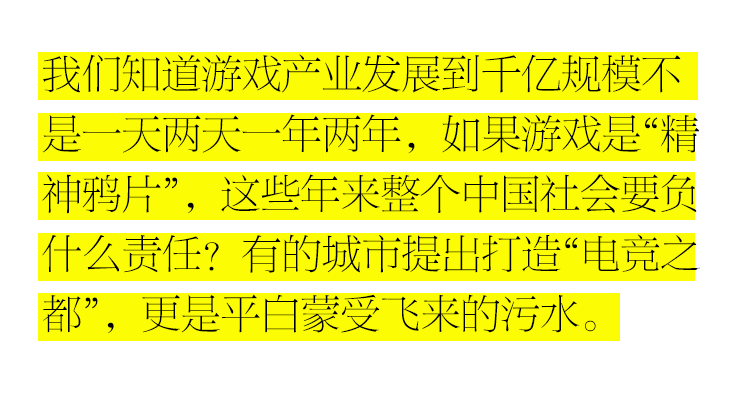 我们知道游戏产业发展到千亿规模不
是一天两天一年两年，如果游戏是“精
神鸦片”，这些年来整个中国社会要负
什么责任？有的城市提出打造“电竞之
都”，更是平白蒙受飞来的污水。